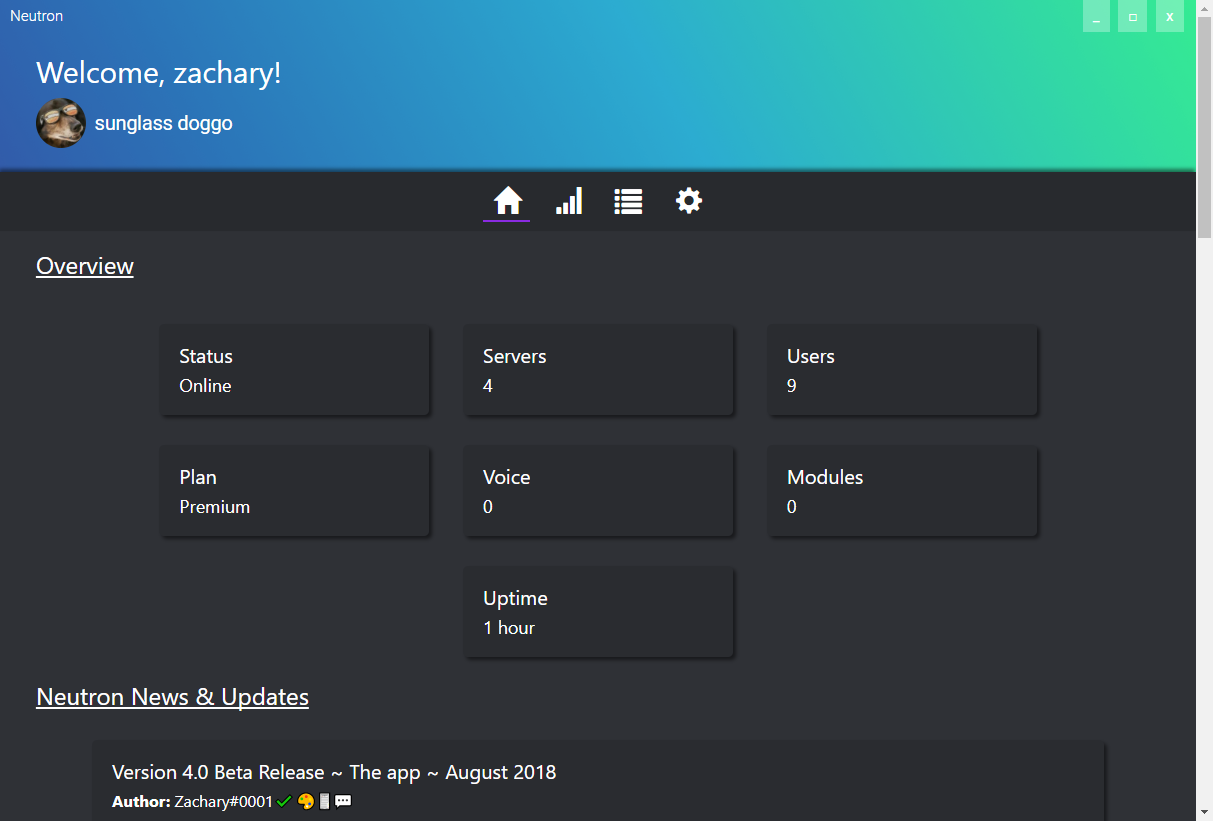 Neutron
_ □ x
Welcome, zachary!
sunglass doggo
Overview
Status
Online
Servers
4
Users
9
Plan
Premium
Voice
0
Modules
0
Uptime
1 hour
Neutron News & Updates
Version 4.0 Beta Release ~ The app ~ August 2018
Author: Zachary#0001